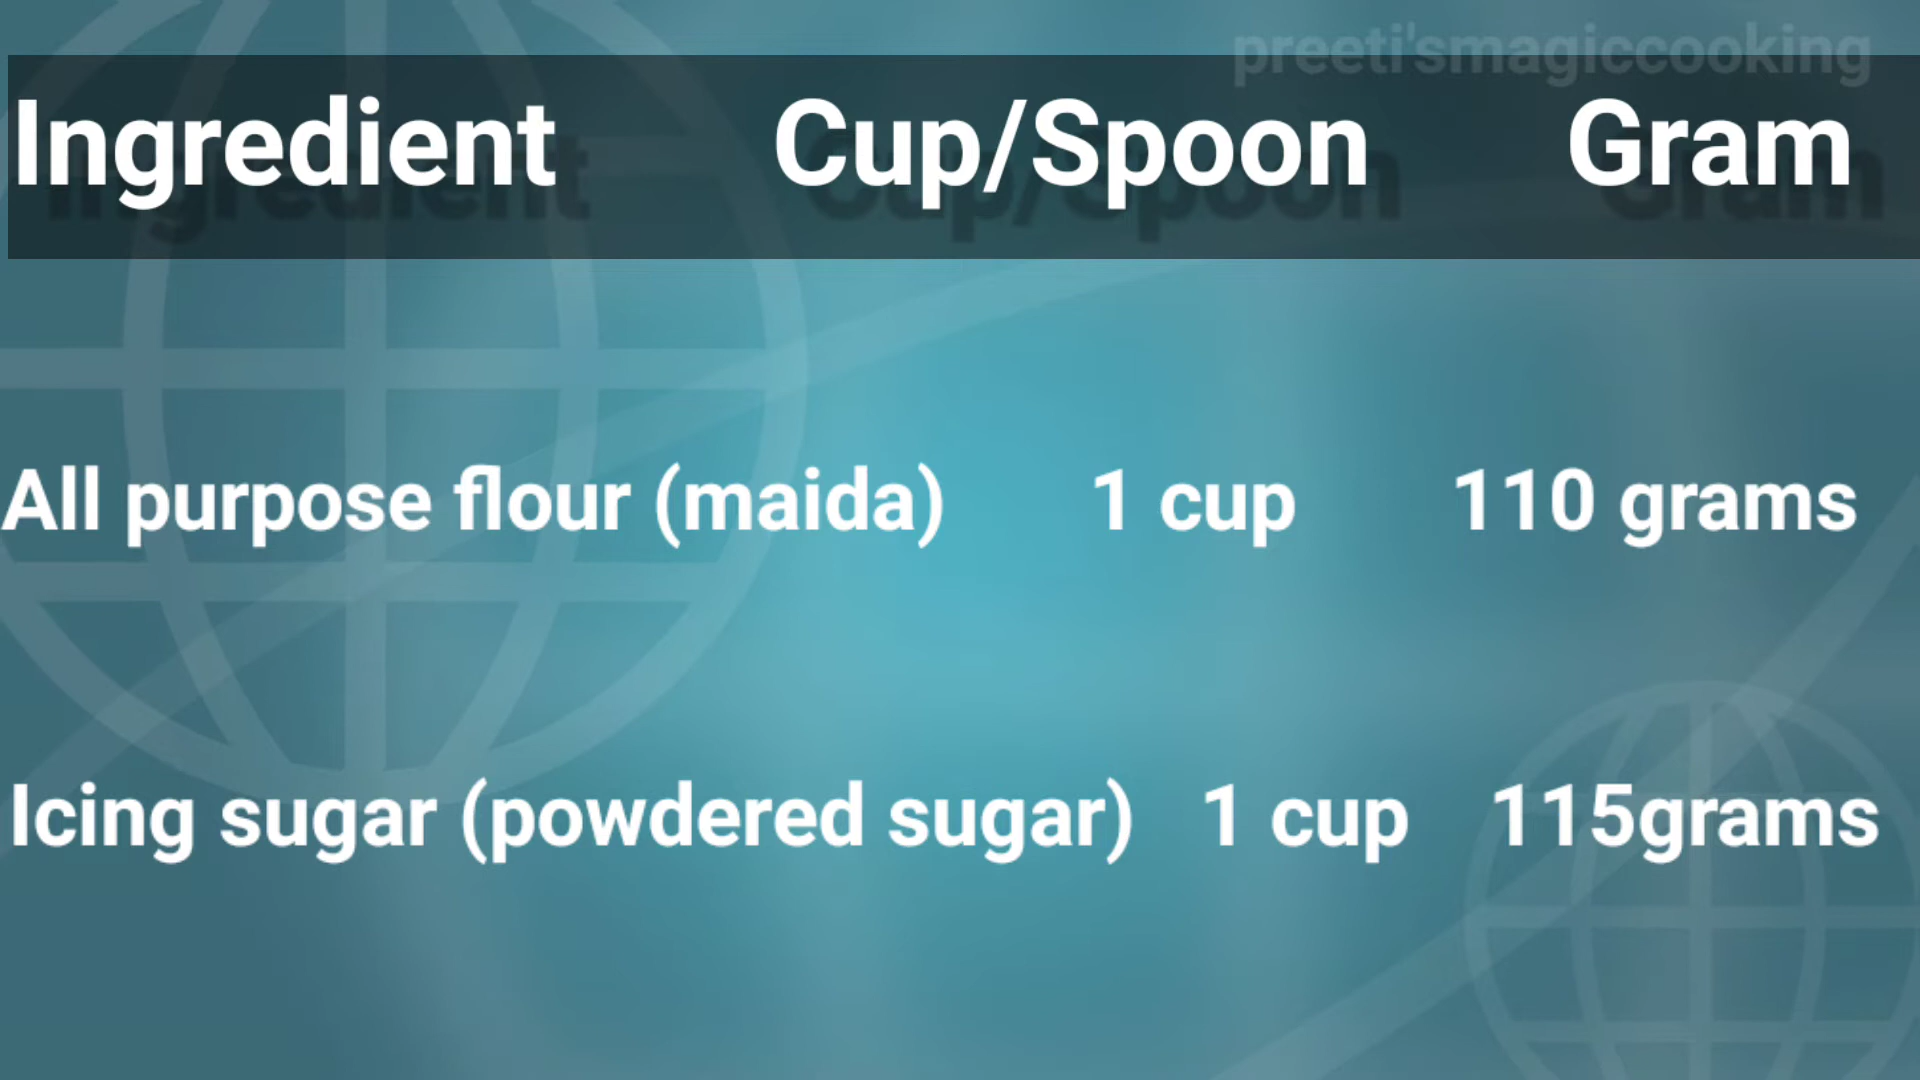 preeti'smagiccooking
Ingredient Cup/Spoon Gram
All purpose flour (maida) 1 cup 110 grams
Icing sugar (powdered sugar) 1 cup 115grams